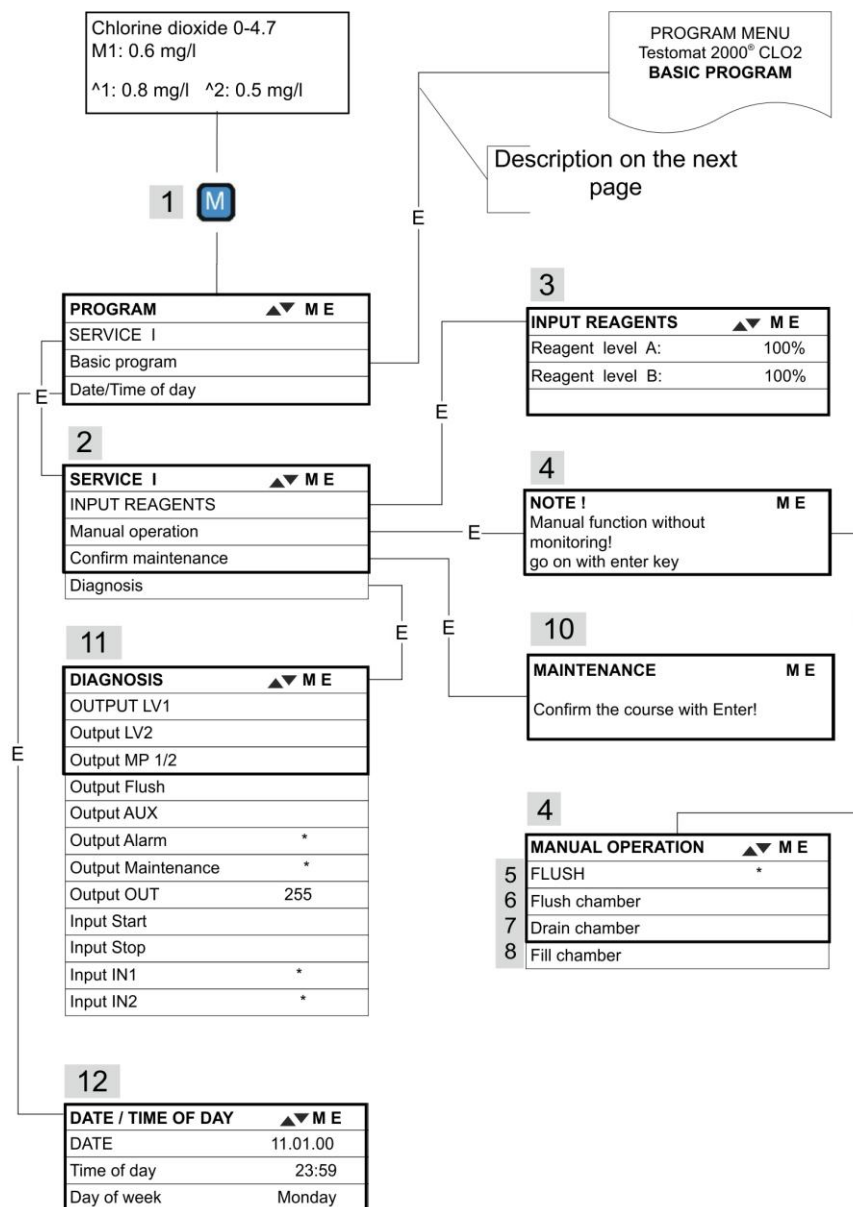 Chlorine dioxide 0-4.7
M1: 0.6 mg/l
^1: 0.8 mg/l ^2: 0.5 mg/l
PROGRAM MENU
Testomat 2000® CLO2
BASIC PROGRAM
Description on the next
page
1 M
E
PROGRAM ▲▼ M E
SERVICE I
Basic program
Date/Time of day
E
E
3
INPUT REAGENTS ▲▼ M E
Reagent level A: 100%
Reagent level B: 100%
E
2
SERVICE I ▲▼ M E
INPUT REAGENTS
Manual operation
Confirm maintenance
Diagnosis
E
4
NOTE ! M E
Manual function without
monitoring!
go on with enter key
E
E
10
MAINTENANCE M E
Confirm the course with Enter!
11
DIAGNOSIS ▲▼ M E
OUTPUT LV1
Output LV2
Output MP 1/2
Output Flush
Output AUX
Output Alarm *
Output Maintenance *
Output OUT 255
Input Start
Input Stop
Input IN1 *
Input IN2 *
4
MANUAL OPERATION ▲▼ M E
5 FLUSH *
6 Flush chamber
7 Drain chamber
8 Fill chamber
12
DATE / TIME OF DAY ▲▼ M E
DATE 11.01.00
Time of day 23:59
Day of week Monday